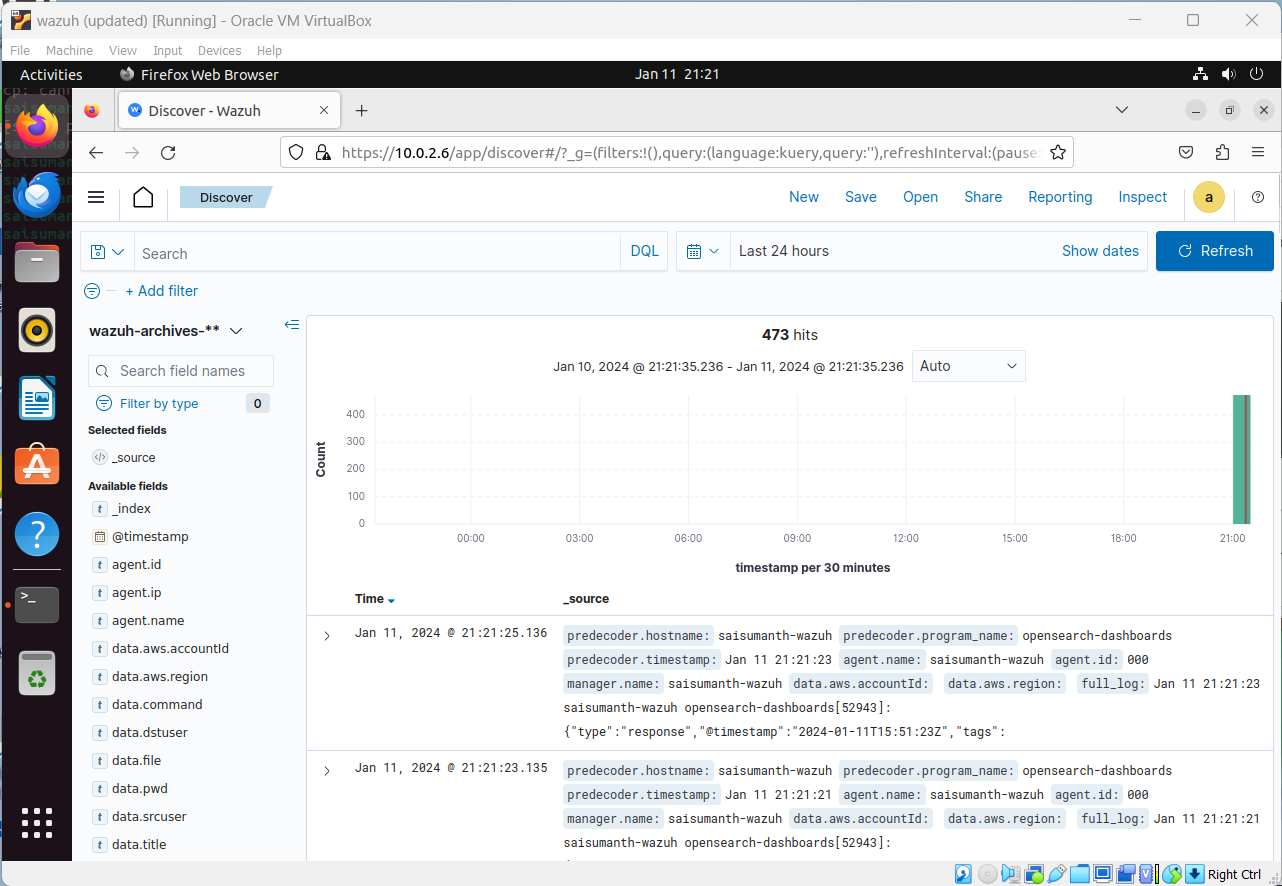 wazuh (updated) [Running] - Oracle VM VirtualBox
File Machine View Input Devices Help
Activities Firefox Web Browser Jan 11 21:21
Discover - Wazuh
https://10.0.2.6/app/discover#/?_g=(filters:!(),query:(language:kuery,query:''),refreshInterval:(pause:
Discover New Save Open Share Reporting Inspect a
Search DQL Last 24 hours Show dates Refresh
+ Add filter
wazuh-archives-**
Search field names
Filter by type 0
Selected fields
_source
Available fields
t _index
@timestamp
t agent.id
t agent.ip
t agent.name
t data.aws.accountId
t data.aws.region
t data.command
t data.dstuser
t data.file
t data.pwd
t data.srcuser
t data.title
473 hits
Jan 10, 2024 @ 21:21:35.236 - Jan 11, 2024 @ 21:21:35.236 Auto
Count
400
300
200
100
0
00:00 03:00 06:00 09:00 12:00 15:00 18:00 21:00
timestamp per 30 minutes
Time _source
Jan 11, 2024 @ 21:21:25.136 predecoder.hostname: saisumanth-wazuh predecoder.program_name: opensearch-dashboards
predecoder.timestamp: Jan 11 21:21:23 agent.name: saisumanth-wazuh agent.id: 000
manager.name: saisumanth-wazuh data.aws.accountId: data.aws.region: full_log: Jan 11 21:21:23
saisumanth-wazuh opensearch-dashboards[52943]:
{"type":"response","@timestamp":"2024-01-11T15:51:23Z","tags":
Jan 11, 2024 @ 21:21:23.135 predecoder.hostname: saisumanth-wazuh predecoder.program_name: opensearch-dashboards
predecoder.timestamp: Jan 11 21:21:21 agent.name: saisumanth-wazuh agent.id: 000
manager.name: saisumanth-wazuh data.aws.accountId: data.aws.region: full_log: Jan 11 21:21:21
saisumanth-wazuh opensearch-dashboards[52943]:
Right Ctrl